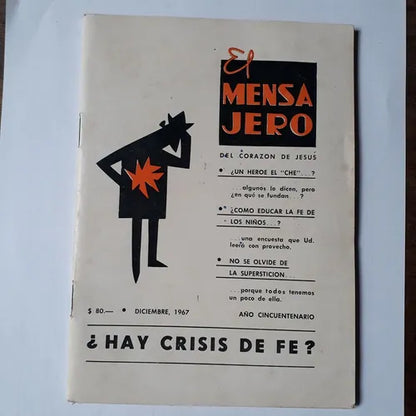 El
MENSA
JERO
DEL CORAZON DE JESUS
• ¿UN HEROE EL "CHE"...?
...algunos lo dicen, pero
¿en qué se fundan...?
• ¿COMO EDUCAR LA FE DE
LOS NIÑOS...?
...una encuesta que Ud.
leerá con provecho.
• NO SE OLVIDE DE
LA SUPERSTICION...
...porque todos tenemos
un poco de ella.
$ 80.— • DICIEMBRE, 1967
AÑO CINCUENTENARIO
¿HAY CRISIS DE FE?